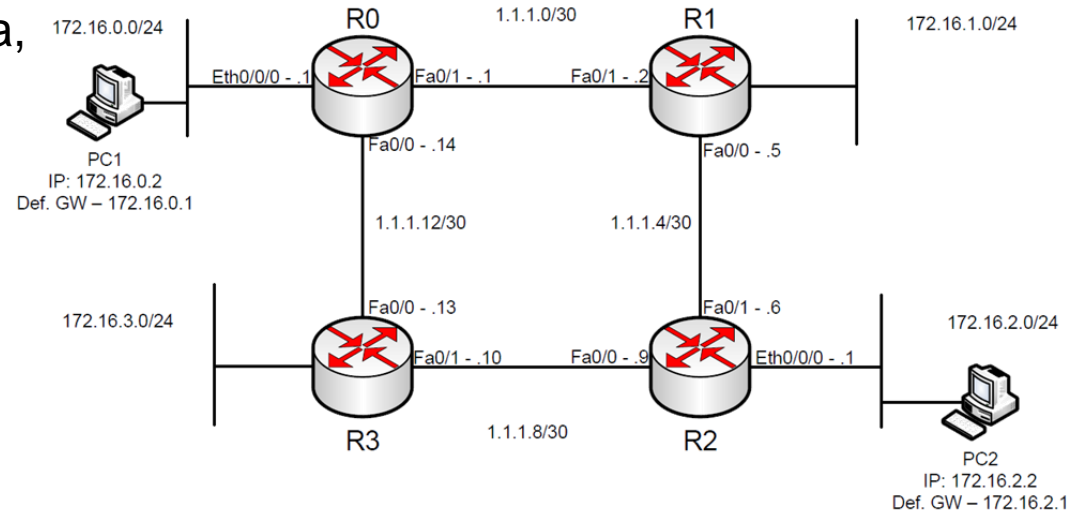 a,
172.16.0.0/24
R0
1.1.1.0/30
R1
172.16.1.0/24
Eth0/0/0 - .1
Fa0/1 - .1
Fa0/1 - .2
PC1
IP: 172.16.0.2
Def. GW – 172.16.0.1
Fa0/0 - .14
Fa0/0 - .5
1.1.1.12/30
1.1.1.4/30
172.16.3.0/24
Fa0/0 - .13
Fa0/1 - .6
172.16.2.0/24
Fa0/1 - .10
Fa0/0 - .9
Eth0/0/0 - .1
R3
1.1.1.8/30
R2
PC2
IP: 172.16.2.2
Def. GW – 172.16.2.1